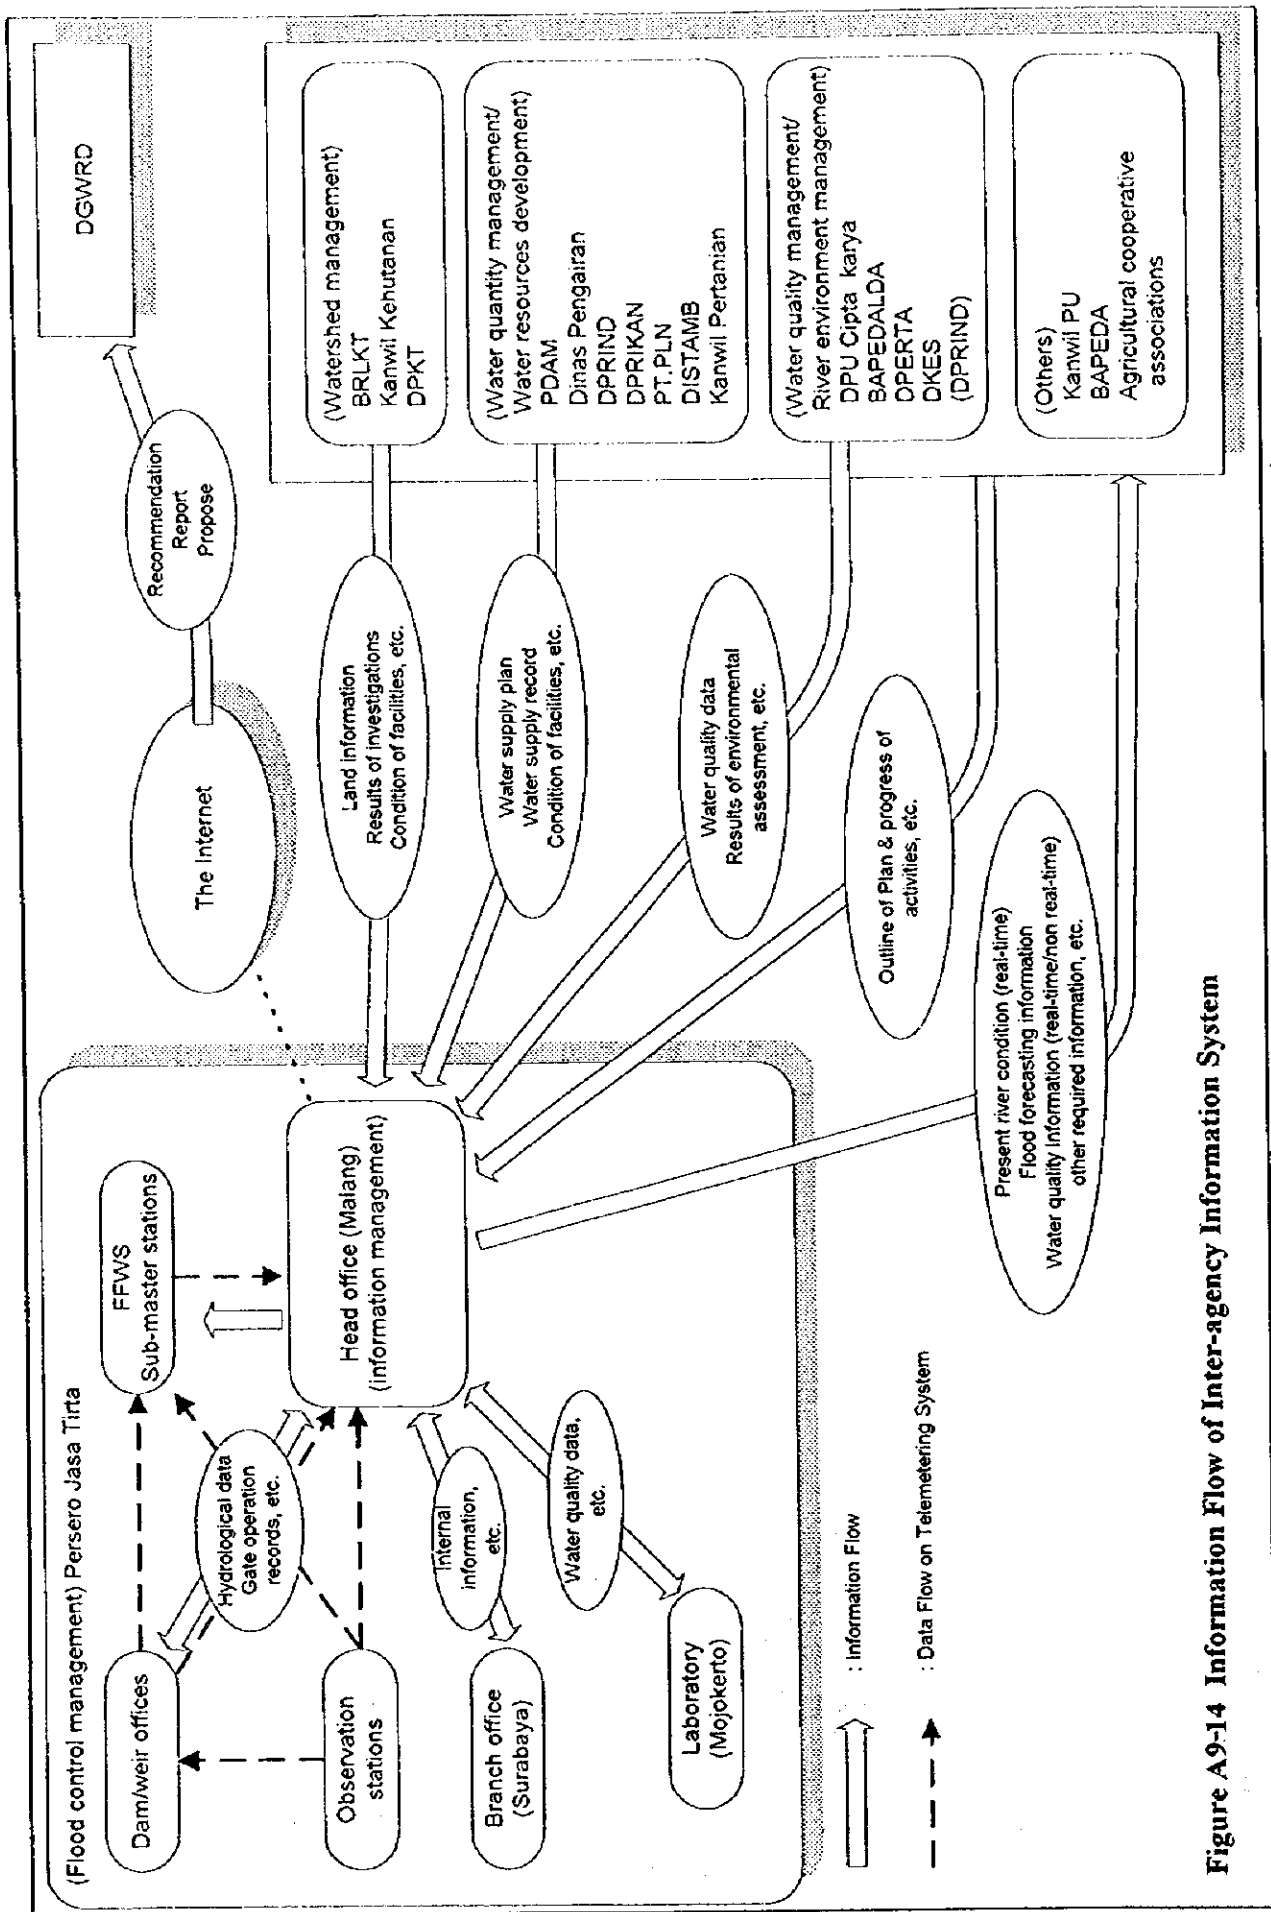 (Flood control management) Persero Jasa Tirta
Dam/weir offices
Hydrological data
Gate operation
records, etc.
FFWS
Sub-master stations
Observation
stations
Head office (Malang)
(information management)
Branch office
(Surabaya)
Internal
information,
etc.
Laboratory
(Mojokerto)
Water quality data,
etc.
The Internet
Recommendation
Report
Propose
DGWRD
Land information
Results of investigations
Condition of facilities, etc.
(Watershed management)
BRLKT
Kanwil Kehutanan
DPKT
Water supply plan
Water supply record
Condition of facilities, etc.
(Water quantity management/
Water resources development)
PDAM
Dinas Pengairan
DPRIND
DPRIKAN
PT.PLN
DISTAMB
Kanwil Pertanian
Water quality data
Results of environmental
assessment, etc.
(Water quality management/
River environment management)
DPU Cipta karya
BAPEDALDA
DPERTA
DKES
(DPRIND)
Outline of Plan & progress of
activities, etc.
(Others)
Kanwil PU
BAPEDA
Agricultural cooperative
associations
Present river condition (real-time)
Flood forecasting information
Water quality information (real-time/non real-time)
other required information, etc.
: Information Flow
: Data Flow on Telemetering System
Figure A9-14 Information Flow of Inter-agency Information System